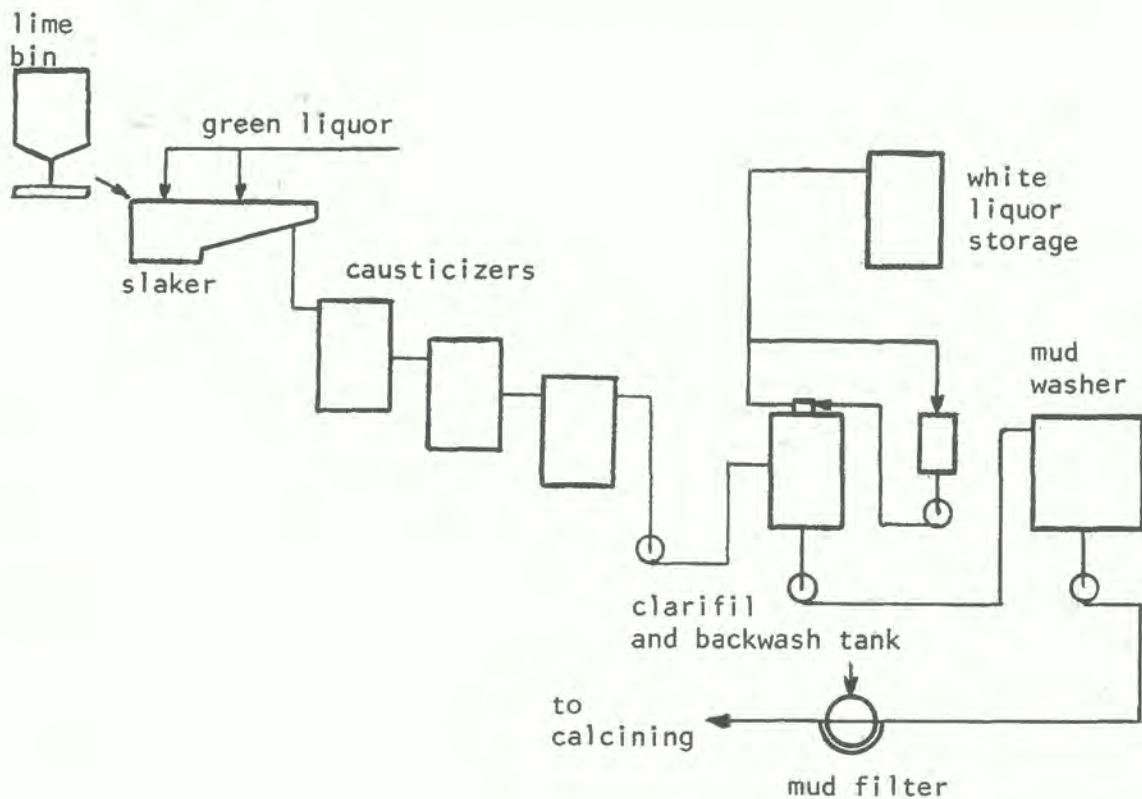 lime
bin
green liquor
slaker
causticizers
white
liquor
storage
mud
washer
clarifil
and backwash tank
to
calcining
mud filter